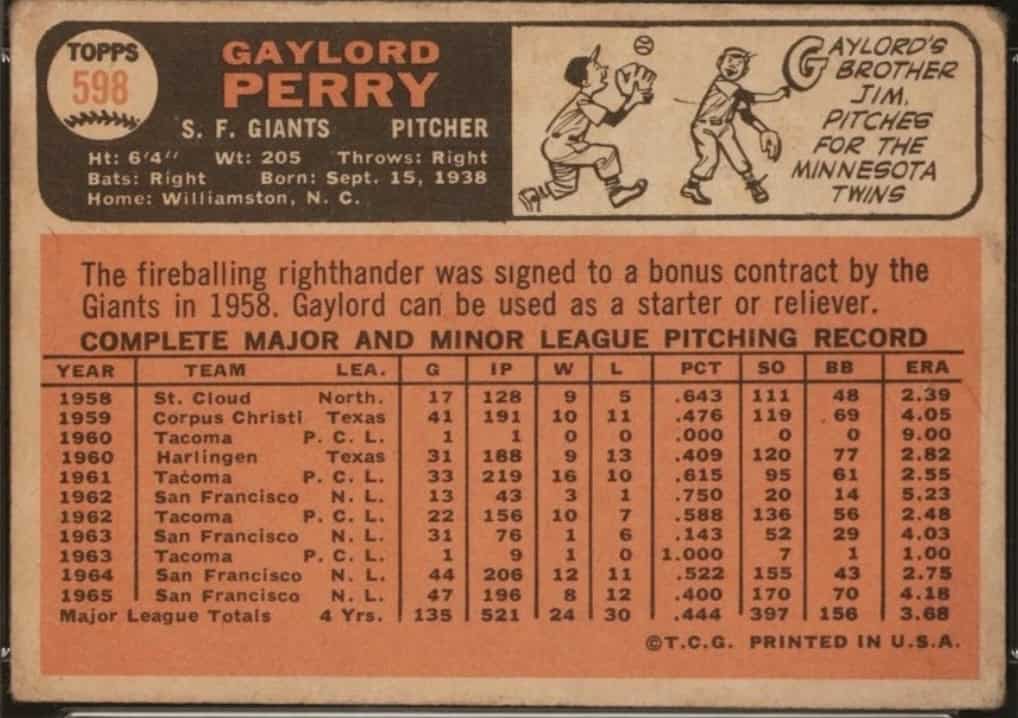 TOPPS
598
GAYLORD
PERRY
S. F. GIANTS PITCHER
Ht: 6'4" Wt: 205 Throws: Right
Bats: Right Born: Sept. 15, 1938
Home: Williamston, N. C.
GAYLORD'S
BROTHER
JIM,
PITCHES
FOR THE
MINNESOTA
TWINS
The fireballing righthander was signed to a bonus contract by the
Giants in 1958. Gaylord can be used as a starter or reliever.
COMPLETE MAJOR AND MINOR LEAGUE PITCHING RECORD
YEAR TEAM LEA. G IP W L PCT SO BB ERA
1958 St. Cloud North. 17 128 9 5 .643 111 48 2.39
1959 Corpus Christi Texas 41 191 10 11 .476 119 69 4.05
1960 Tacoma P. C. L. 1 1 0 0 .000 0 0 9.00
1960 Harlingen Texas 31 188 9 13 .409 120 77 2.82
1961 Tacoma P. C. L. 33 219 16 10 .615 95 61 2.55
1962 San Francisco N. L. 13 43 3 1 .750 20 14 5.23
1962 Tacoma P. C. L. 22 156 10 7 .588 136 56 2.48
1963 San Francisco N. L. 31 76 1 6 .143 52 29 4.03
1963 Tacoma P. C. L. 1 9 1 0 1.000 7 1 1.00
1964 San Francisco N. L. 44 206 12 11 .522 155 43 2.75
1965 San Francisco N. L. 47 196 8 12 .400 170 70 4.18
Major League Totals 4 Yrs. 135 521 24 30 .444 397 156 3.68
©T.C.G. PRINTED IN U.S.A.